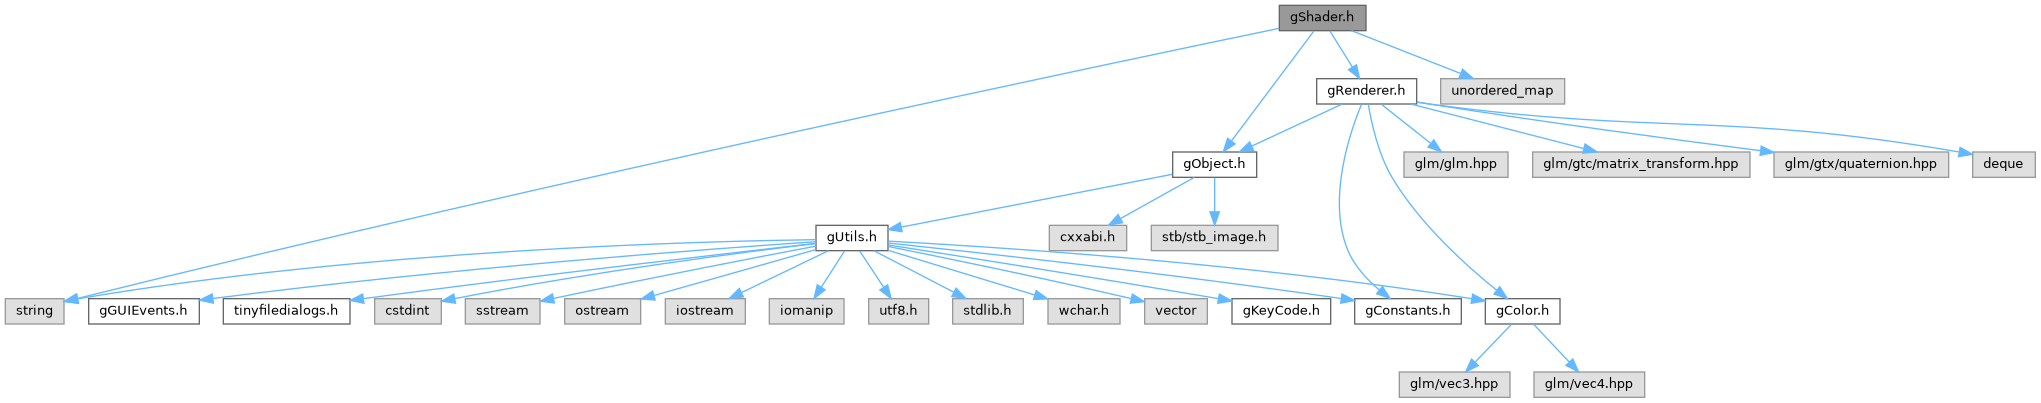 gShader.h
gRenderer.h
unordered_map
gObject.h
glm/glm.hpp
glm/gtc/matrix_transform.hpp
glm/gtx/quaternion.hpp
deque
gUtils.h
cxxabi.h
stb/stb_image.h
string
gGUIEvents.h
tinyfiledialogs.h
cstdint
sstream
ostream
iostream
iomanip
utf8.h
stdlib.h
wchar.h
vector
gKeyCode.h
gConstants.h
gColor.h
glm/vec3.hpp
glm/vec4.hpp